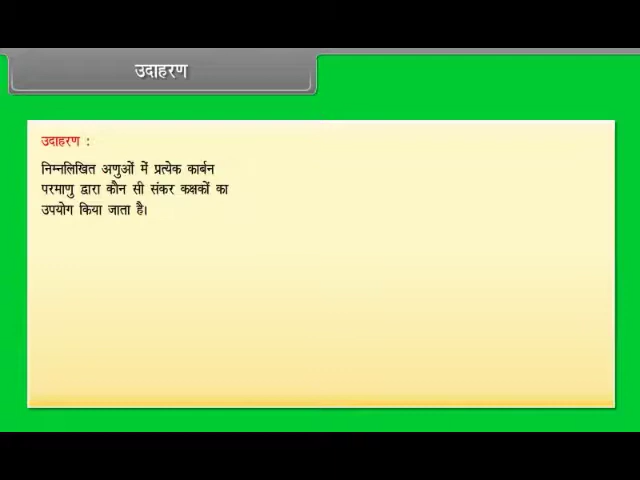 उदाहरण
उदाहरण :
निम्नलिखित अणुओं में प्रत्येक कार्बन
परमाणु द्वारा कौन सी संकर कक्षकों का
उपयोग किया जाता है।